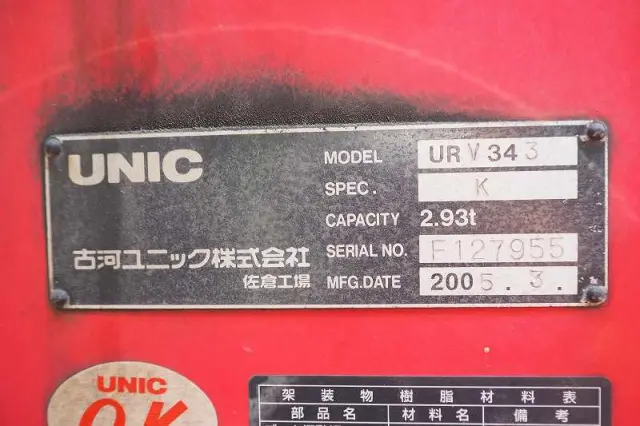 UNIC
MODEL URV343
SPEC. K
CAPACITY 2.93t
古河ユニック株式会社
SERIAL NO. F127955
佐倉工場
MFG.DATE 2005.3.
UNIC
OK
架装物樹脂材料表
部品名 材料名 備考